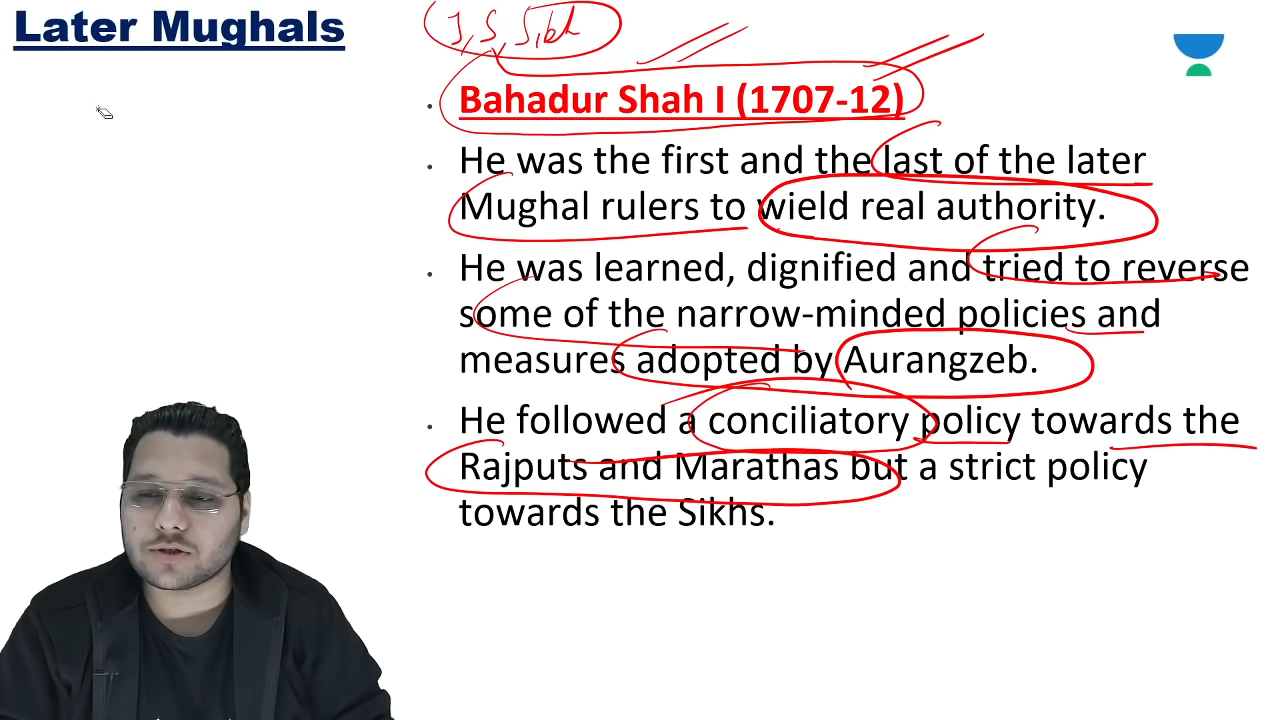 Later Mughals
J, S, Sikh
Bahadur Shah I (1707-12)
He was the first and the last of the later
Mughal rulers to wield real authority.
He was learned, dignified and tried to reverse
some of the narrow-minded policies and
measures adopted by Aurangzeb.
He followed a conciliatory policy towards the
Rajputs and Marathas but a strict policy
towards the Sikhs.